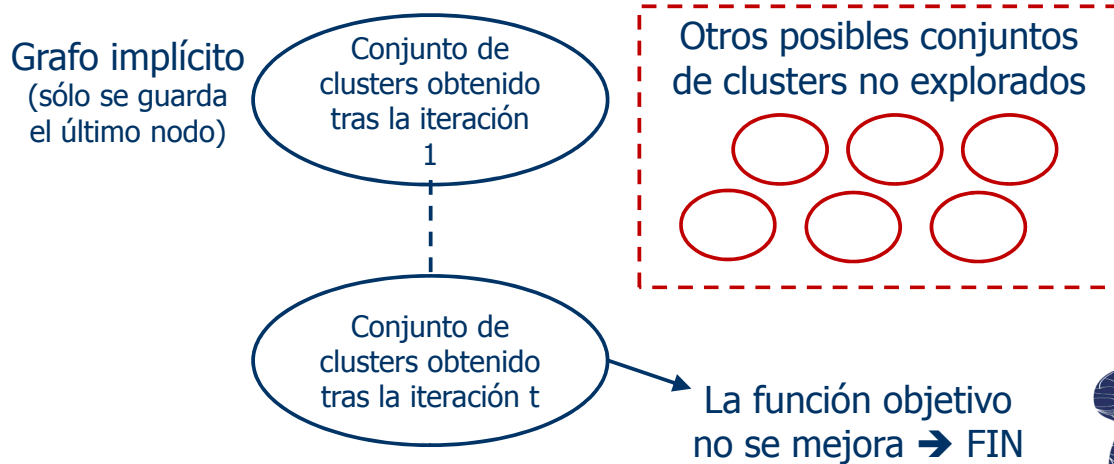 Grafo implícito
(sólo se guarda
el último nodo)
Conjunto de
clusters obtenido
tras la iteración
1
Otros posibles conjuntos
de clusters no explorados
Conjunto de
clusters obtenido
tras la iteración t
La función objetivo
no se mejora ➔ FIN